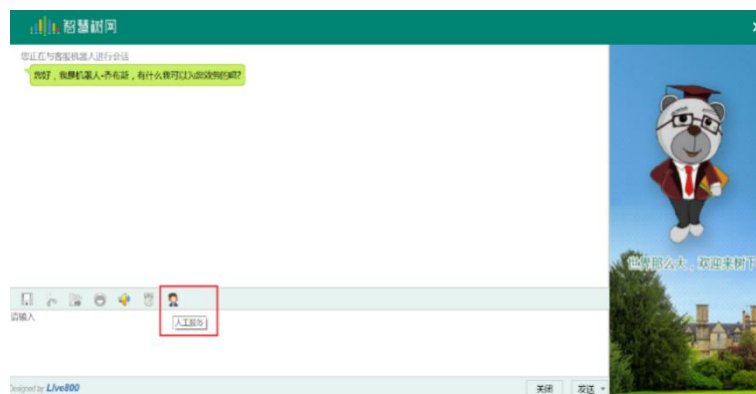 智慧树网
您正在与客服机器人进行会话
您好，我是机器人-乔布斯，有什么我可以为您效劳的吗?
世界那么大，欢迎来树下
人工服务
请输入
Designed by Live800
关闭
发送